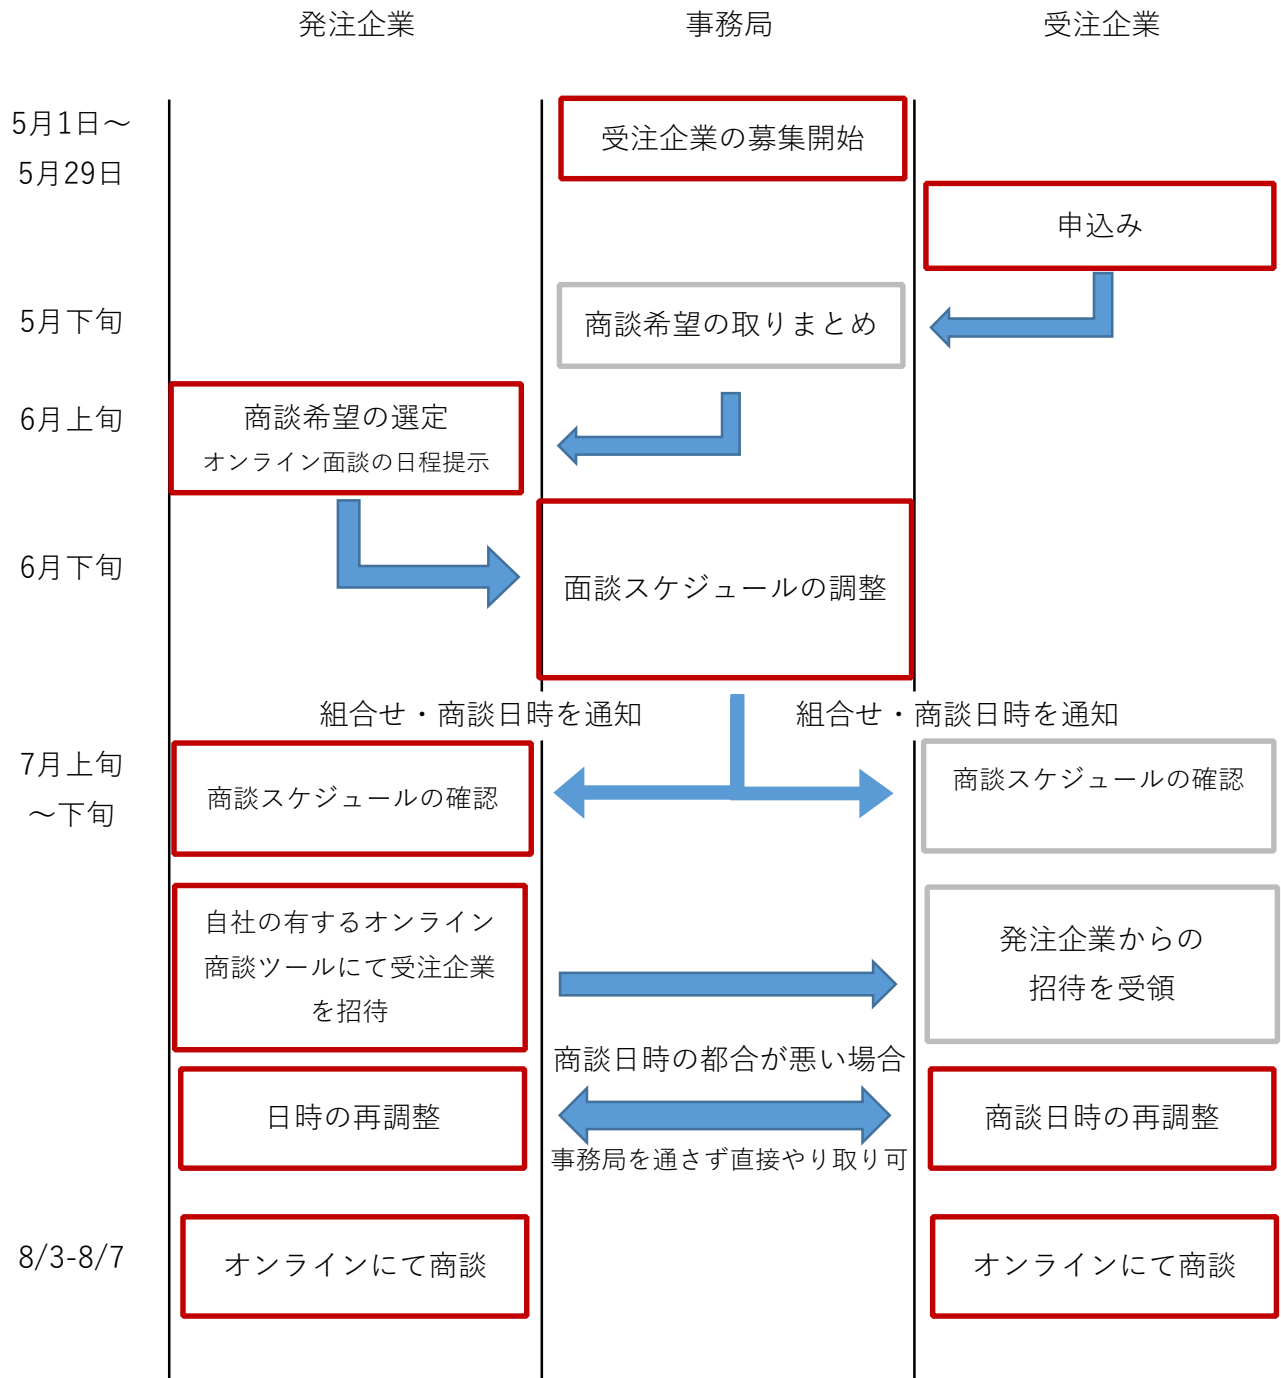 発注企業
事務局
受注企業
5月1日～
5月29日
受注企業の募集開始
申込み
5月下旬
商談希望の取りまとめ
6月上旬
商談希望の選定
オンライン面談の日程提示
6月下旬
面談スケジュールの調整
組合せ・商談日時を通知
組合せ・商談日時を通知
7月上旬
～下旬
商談スケジュールの確認
商談スケジュールの確認
自社の有するオンライン
商談ツールにて受注企業
を招待
発注企業からの
招待を受領
商談日時の都合が悪い場合
日時の再調整
商談日時の再調整
事務局を通さず直接やり取り可
8/3-8/7
オンラインにて商談
オンラインにて商談